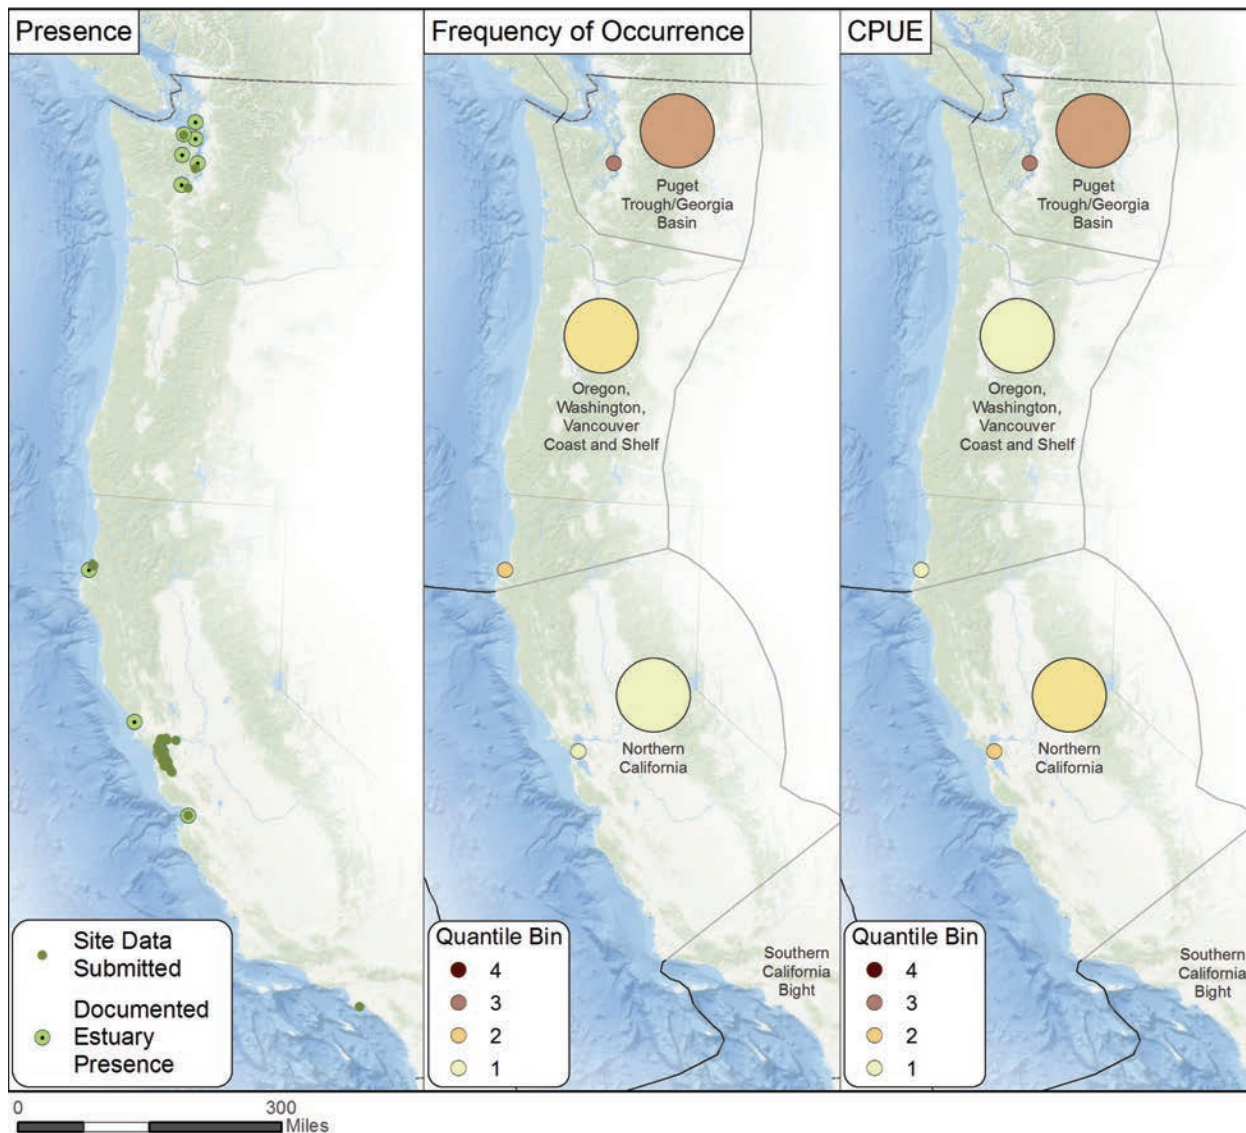 Presence
Frequency of Occurrence
CPUE
Puget
Trough/Georgia
Basin
Puget
Trough/Georgia
Basin
Oregon,
Washington,
Vancouver
Coast and Shelf
Oregon,
Washington,
Vancouver
Coast and Shelf
Northern
California
Northern
California
Southern
California
Bight
Southern
California
Bight
Site Data
Submitted
Documented
Estuary
Presence
Quantile Bin
4
3
2
1
Quantile Bin
4
3
2
1
0
300
Miles